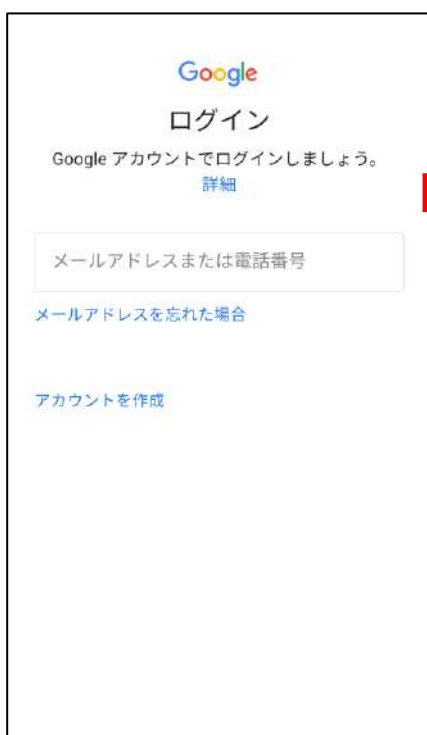 Google
ログイン
Google アカウントでログインしましょう。
詳細
メールアドレスまたは電話番号
メールアドレスを忘れた場合
アカウントを作成